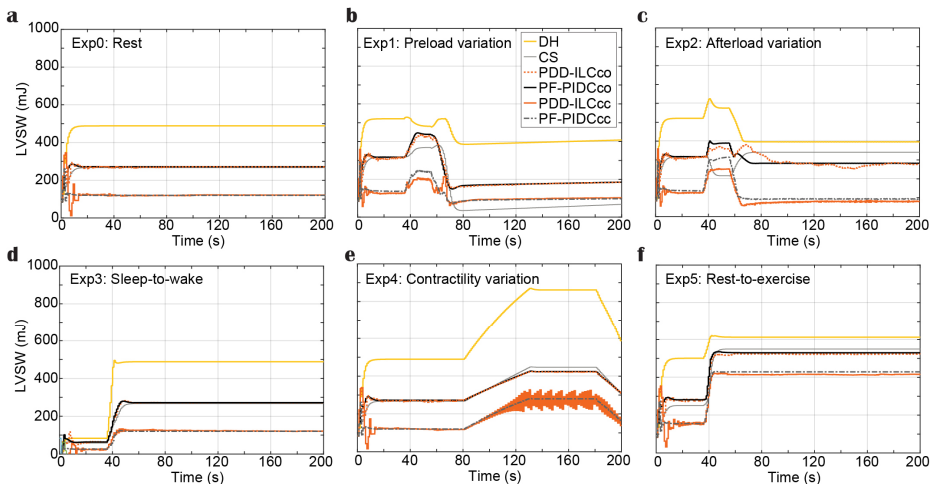 a
b
c
1000
800
600
400
200
0
LVSW (mJ)
Exp0: Rest
0 40 80 120 160 200
Time (s)
Exp1: Preload variation
DH
CS
PDD-ILCco
PF-PIDCco
PDD-ILCcc
PF-PIDCcc
0 40 80 120 160 200
Time (s)
Exp2: Afterload variation
0 40 80 120 160 200
Time (s)
d
e
f
1000
800
600
400
200
0
LVSW (mJ)
Exp3: Sleep-to-wake
0 40 80 120 160 200
Time (s)
Exp4: Contractility variation
0 40 80 120 160 200
Time (s)
Exp5: Rest-to-exercise
0 40 80 120 160 200
Time (s)